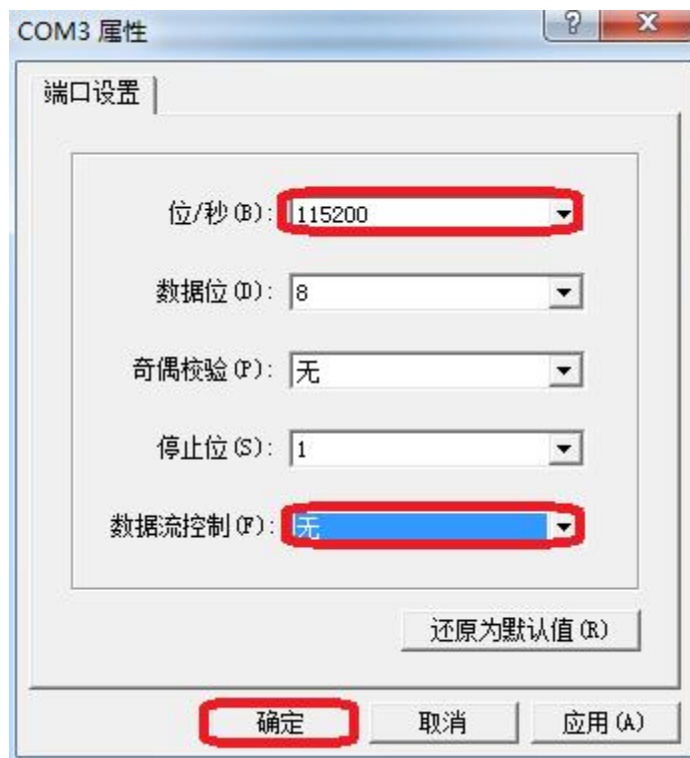 COM3 属性
端口设置
位/秒(B): 115200
数据位(D): 8
奇偶校验(P): 无
停止位(S): 1
数据流控制(F): 无
还原为默认值(R)
确定 取消 应用(A)